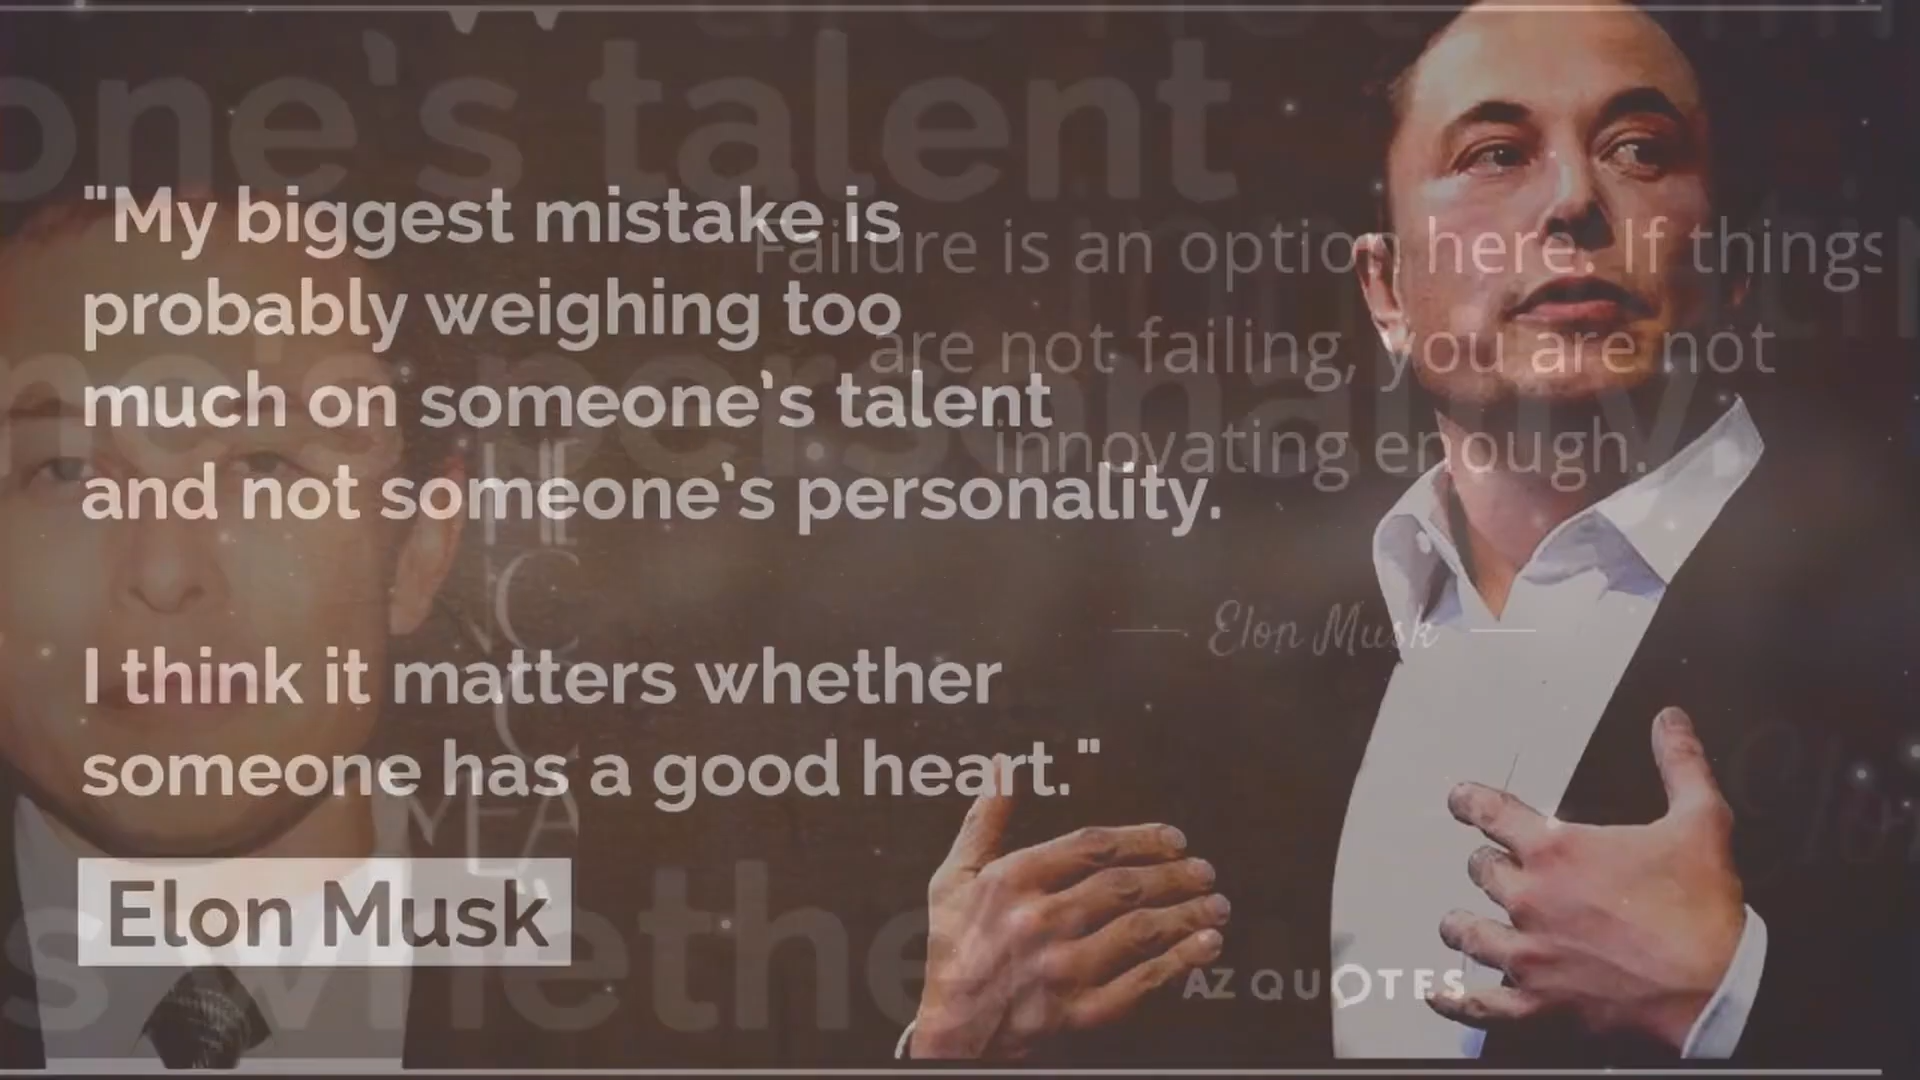 one's talent
"My biggest mistake is
probably weighing too
much on someone's talent
and not someone's personality.
I think it matters whether
someone has a good heart."
Elon Musk
Failure is an option here. If things
are not failing, you are not
innovating enough.
Elon Musk
personality
whether
AZ QUOTES